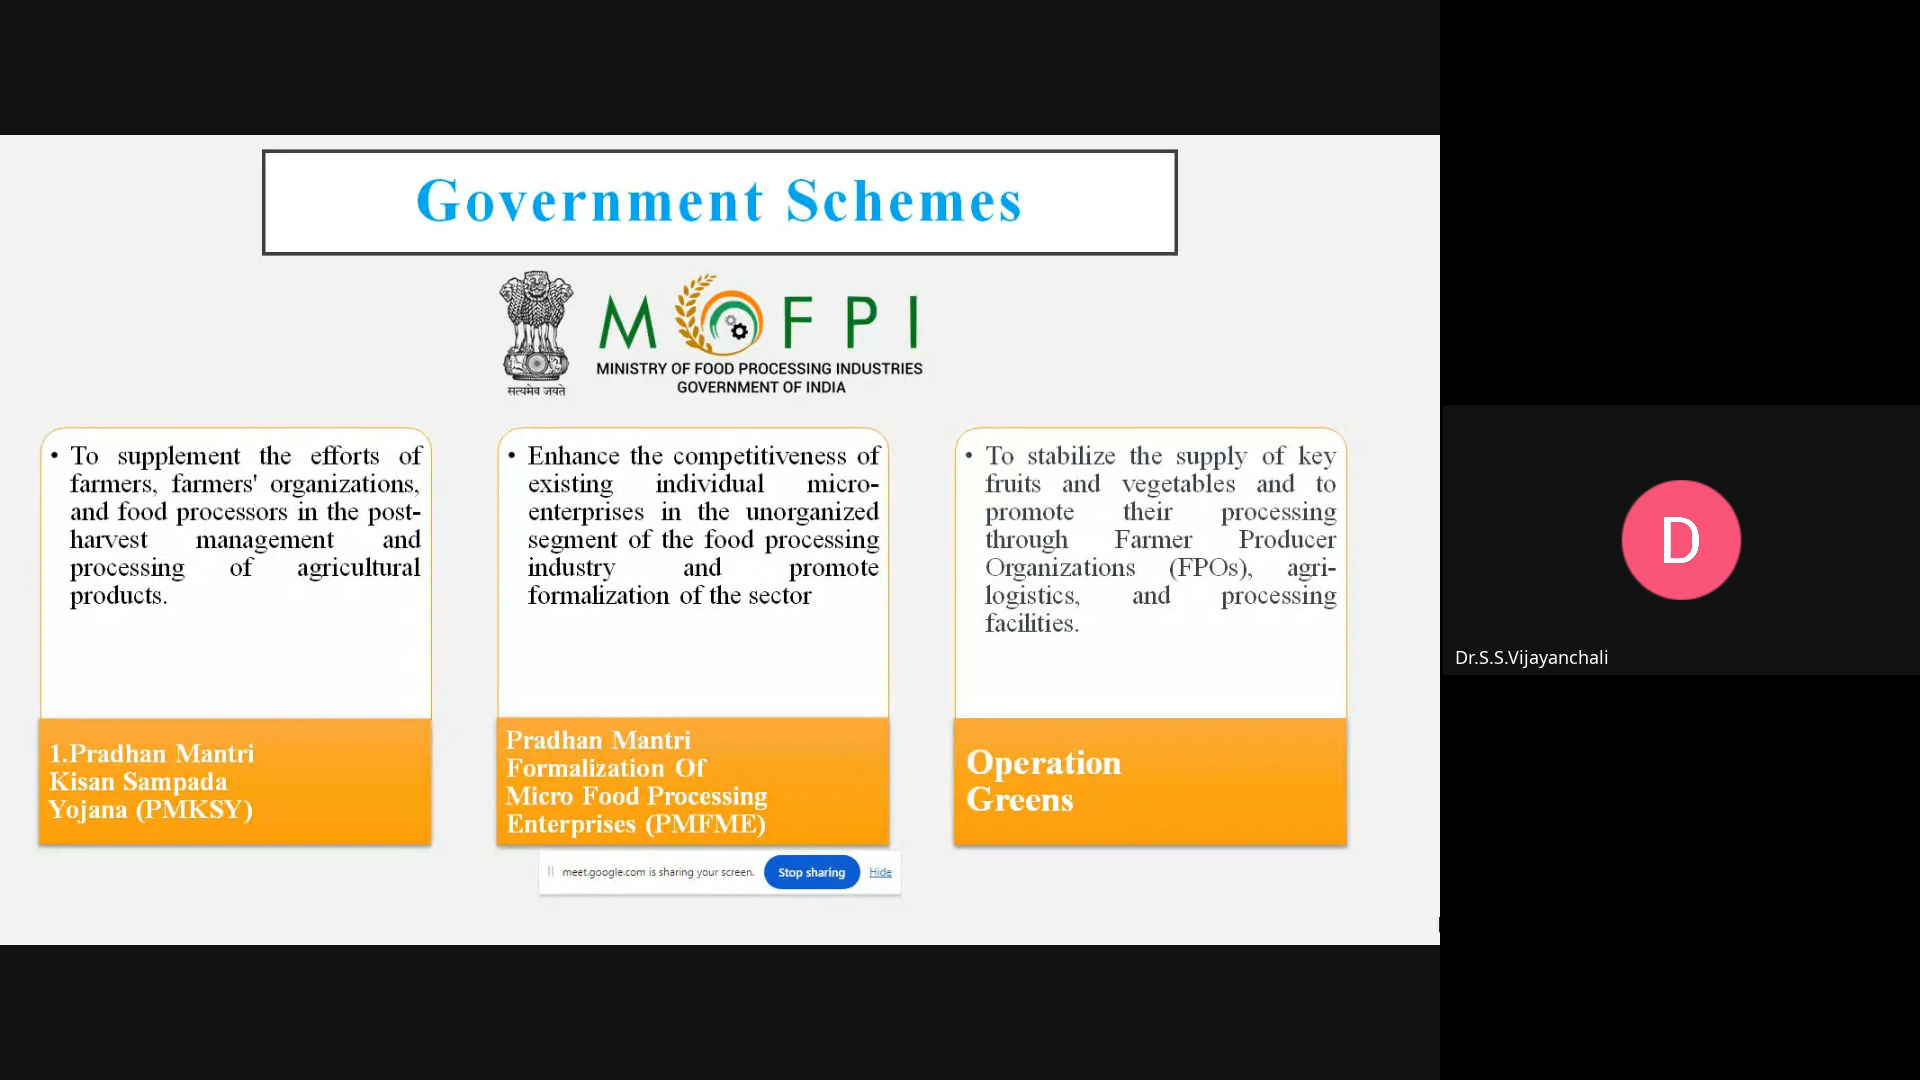 Government Schemes
M FPI
MINISTRY OF FOOD PROCESSING INDUSTRIES
GOVERNMENT OF INDIA
सत्यमेव जयते
• To supplement the efforts of
farmers, farmers' organizations,
and food processors in the post-
harvest management and
processing of agricultural
products.
1.Pradhan Mantri
Kisan Sampada
Yojana (PMKSY)
• Enhance the competitiveness of
existing individual micro-
enterprises in the unorganized
segment of the food processing
industry and promote
formalization of the sector
Pradhan Mantri
Formalization Of
Micro Food Processing
Enterprises (PMFME)
• To stabilize the supply of key
fruits and vegetables and to
promote their processing
through Farmer Producer
Organizations (FPOs), agri-
logistics, and processing
facilities.
Operation
Greens
meet.google.com is sharing your screen. Stop sharing Hide
D
Dr.S.S.Vijayanchali